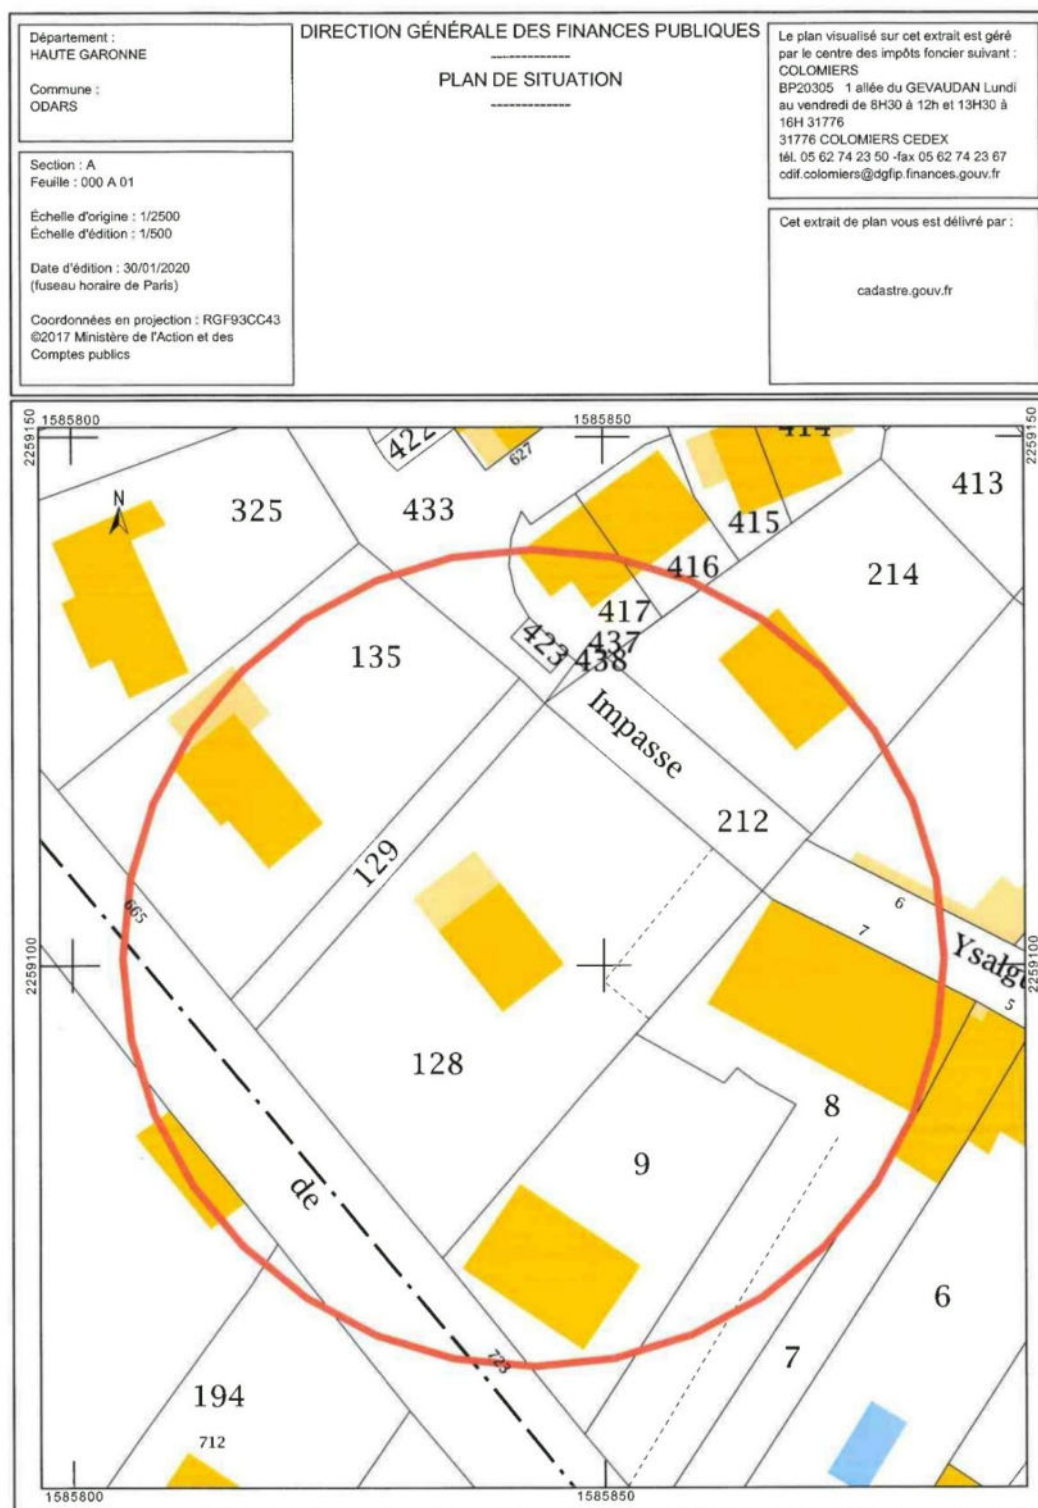 Département :
HAUTE GARONNE
Commune :
ODARS
Section : A
Feuille : 000 A 01
Échelle d'origine : 1/2500
Échelle d'édition : 1/500
Date d'édition : 30/01/2020
(fuseau horaire de Paris)
Coordonnées en projection : RGF93CC43
©2017 Ministère de l'Action et des
Comptes publics
DIRECTION GÉNÉRALE DES FINANCES PUBLIQUES
-------------
PLAN DE SITUATION
-------------
Le plan visualisé sur cet extrait est géré
par le centre des impôts foncier suivant :
COLOMIERS
BP20305 1 allée du GEVAUDAN Lundi
au vendredi de 8H30 à 12h et 13H30 à
16H 31776
31776 COLOMIERS CEDEX
tél. 05 62 74 23 50 -fax 05 62 74 23 67
cdif.colomiers@dgfip.finances.gouv.fr
Cet extrait de plan vous est délivré par :
cadastre.gouv.fr
1585800
1585850
2259150
2259150
422
627
414
413
N
325
433
415
416
214
417
135
423
437
438
Impasse
212
129
665
6
7
Ysalgu
5
2259100
2259100
128
8
9
de
6
723
7
194
712
1585800
1585850